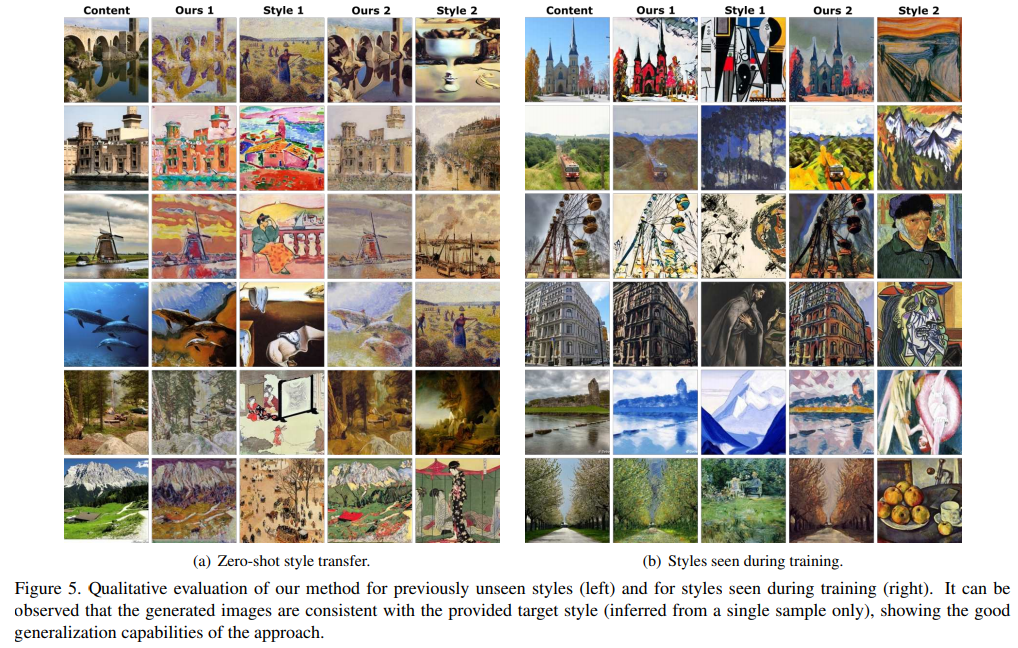 Content Ours 1 Style 1 Ours 2 Style 2
Content Ours 1 Style 1 Ours 2 Style 2
(a) Zero-shot style transfer.
(b) Styles seen during training.
Figure 5. Qualitative evaluation of our method for previously unseen styles (left) and for styles seen during training (right). It can be
observed that the generated images are consistent with the provided target style (inferred from a single sample only), showing the good
generalization capabilities of the approach.